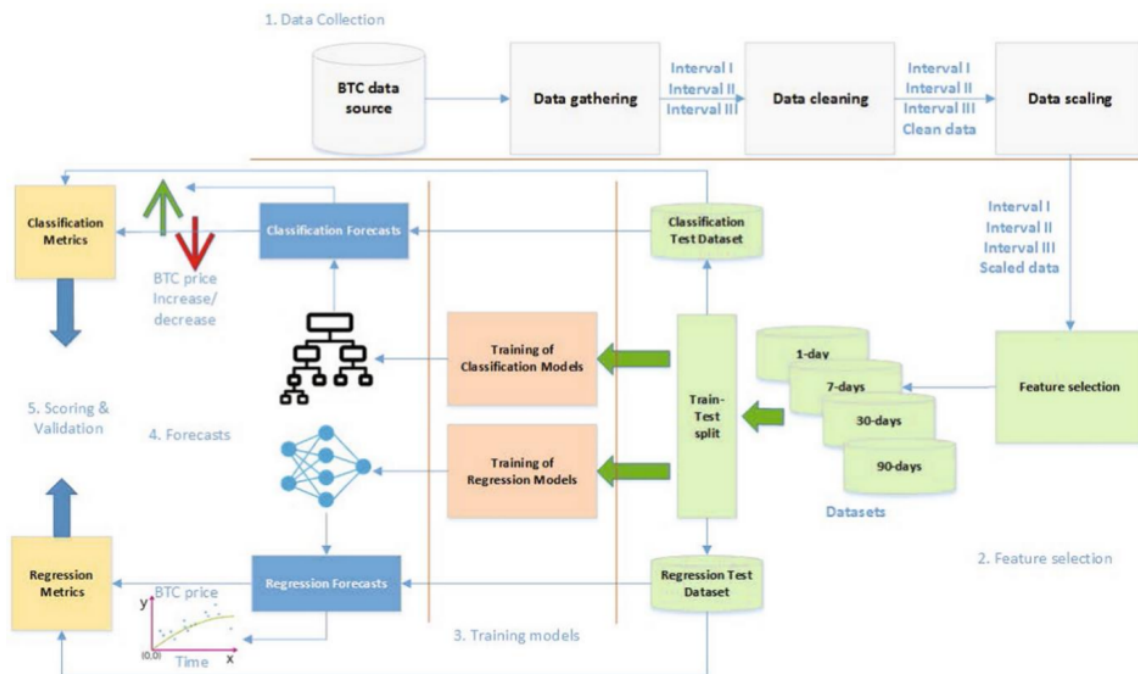 1. Data Collection
BTC data
source
Data gathering
Interval I
Interval II
Interval III
Data cleaning
Interval I
Interval II
Interval III
Clean data
Data scaling
Interval I
Interval II
Interval III
Scaled data
Classification
Metrics
BTC price
Increase/
decrease
Classification Forecasts
Classification
Test Dataset
Training of
Classification Models
Train-
Test
split
1-day
7-days
30-days
90-days
Datasets
Feature selection
2. Feature selection
5. Scoring &
Validation
4. Forecasts
Training of
Regression Models
Regression
Metrics
Regression Forecasts
Regression Test
Dataset
BTC price
y
(0,0)
Time
x
3. Training models